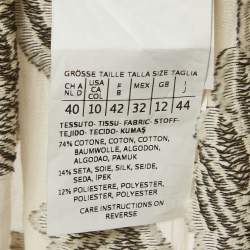 GRÖSSE TAILLE TALLA SIZE TAGLIA
CH A NL D USA CA COL F B MEX GB I J
40 10 42 32 12 44
TESSUTO-TISSU-FABRIC-STOFF-
TEJIDO-TECIDO-KUMAŞ
74% COTONE, COTON, COTTON,
BAUMWOLLE, ALGODON,
ALGODAO, PAMUK
14% SETA, SOIE, SILK, SEIDE,
SEDA, İPEK
12% POLIESTERE, POLYESTER,
POLIESTER, POLYESTER
CARE INSTRUCTIONS ON
REVERSE